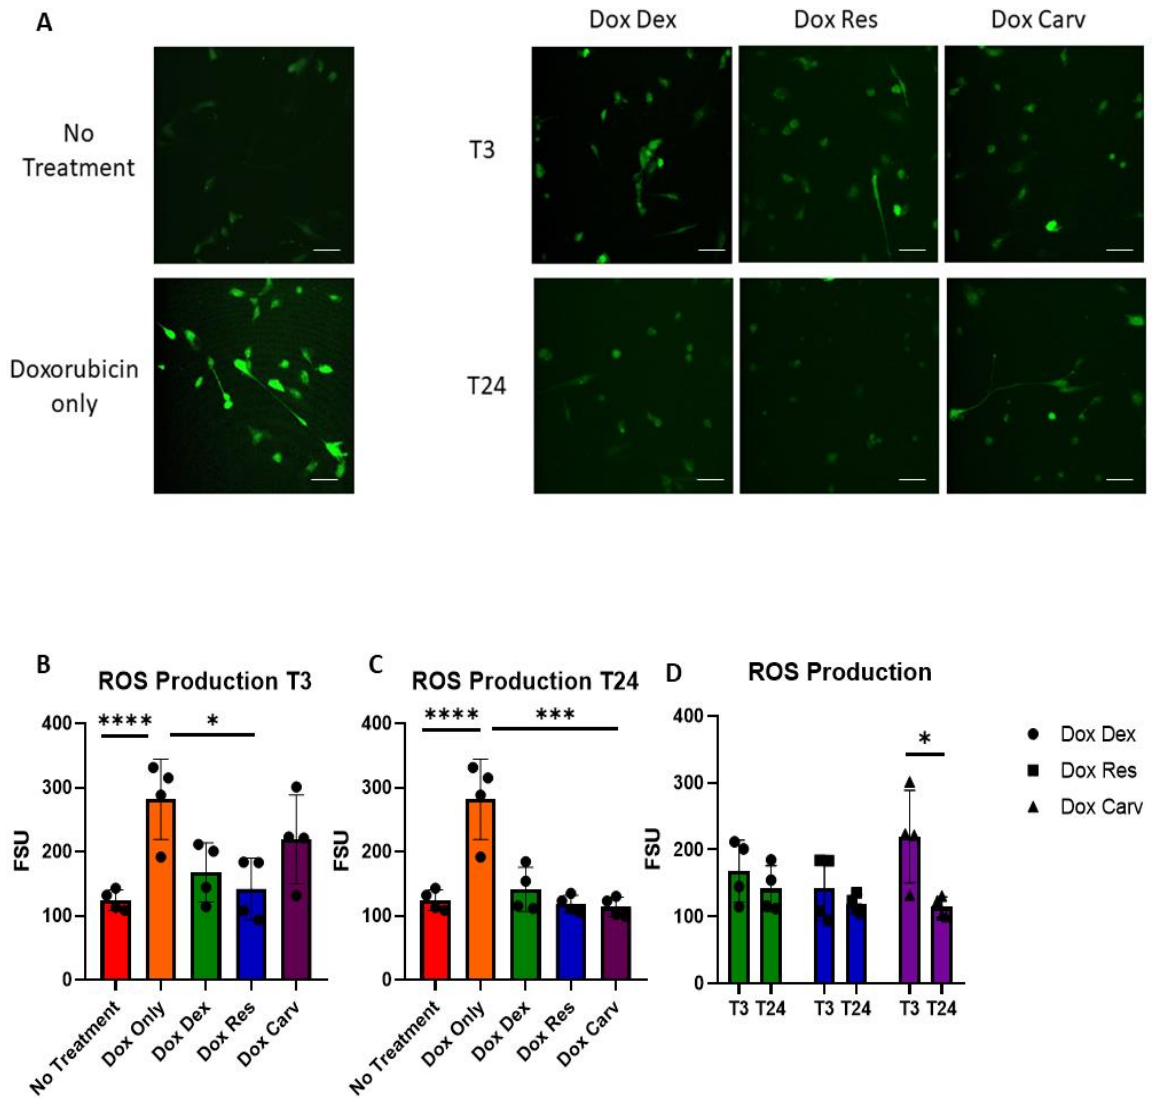 A
Dox Dex
Dox Res
Dox Carv
No
Treatment
T3
Doxorubicin
only
T24
B
ROS Production T3
****
*
400
300
200
100
0
FSU
No Treatment
Dox Only
Dox Dex
Dox Res
Dox Carv
C
ROS Production T24
****
***
400
300
200
100
0
FSU
No Treatment
Dox Only
Dox Dex
Dox Res
Dox Carv
D
ROS Production
*
400
300
200
100
0
FSU
T3 T24
T3 T24
T3 T24
Dox Dex
Dox Res
Dox Carv